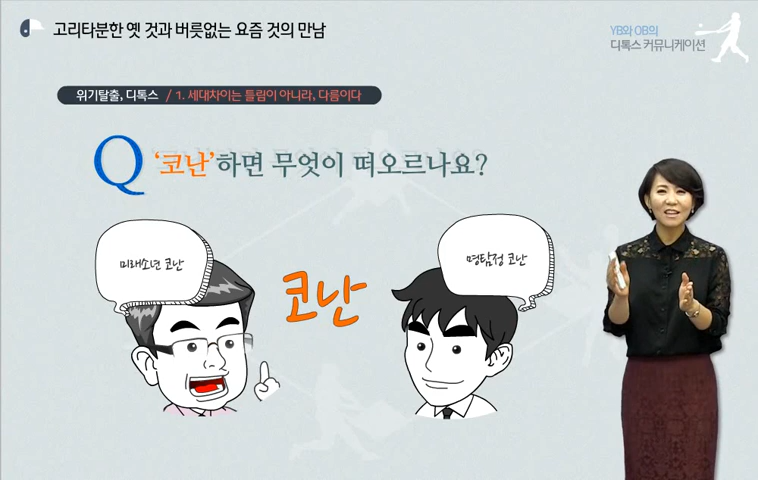 고리타분한 옛 것과 버릇없는 요즘 것의 만남
YB와 OB의
디톡스 커뮤니케이션
위기탈출, 디톡스 / 1. 세대차이는 틀림이 아니라, 다름이다
Q '코난'하면 무엇이 떠오르나요?
미래소년 코난
명탐정 코난
코난